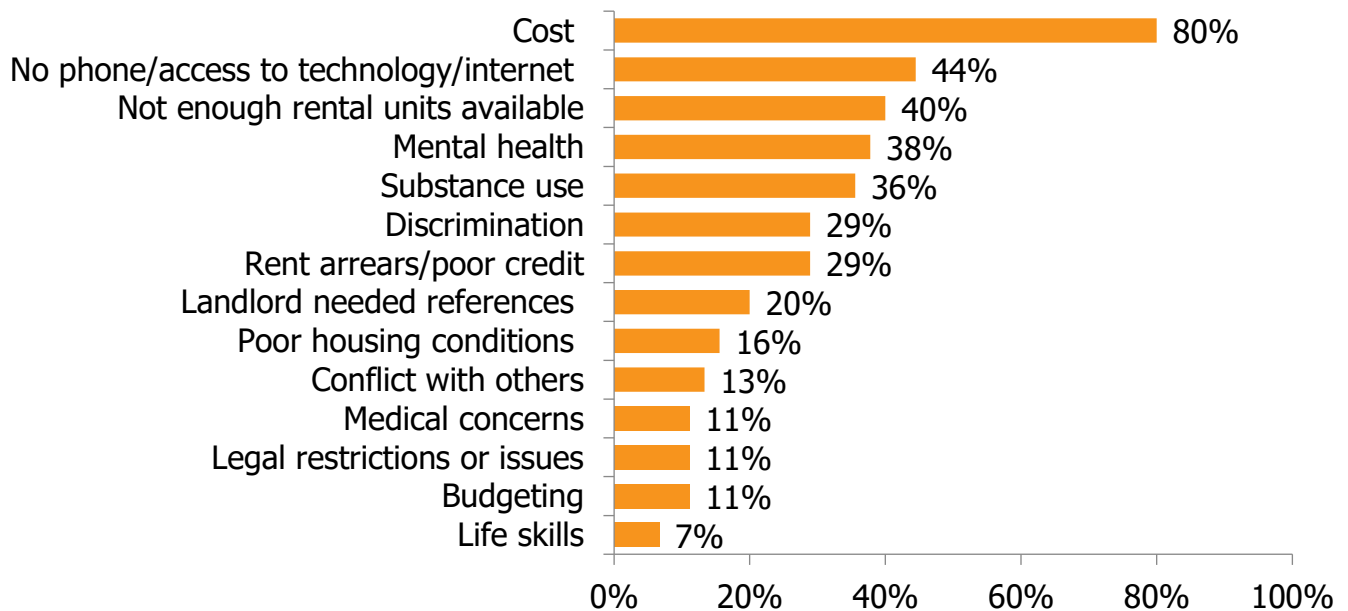 Cost 80%
No phone/access to technology/internet 44%
Not enough rental units available 40%
Mental health 38%
Substance use 36%
Discrimination 29%
Rent arrears/poor credit 29%
Landlord needed references 20%
Poor housing conditions 16%
Conflict with others 13%
Medical concerns 11%
Legal restrictions or issues 11%
Budgeting 11%
Life skills 7%
0% 20% 40% 60% 80% 100%